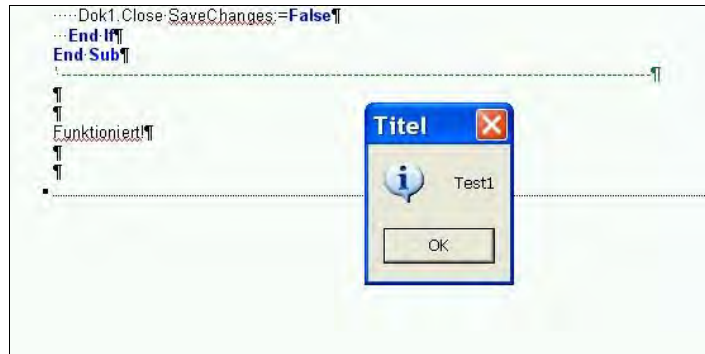 Dok1.Close SaveChanges:=False¶
End If¶
End Sub¶
'--------------------------------------------------------------------------------¶
¶
¶
Funktioniert!¶
¶
¶
Titel
Test1
OK